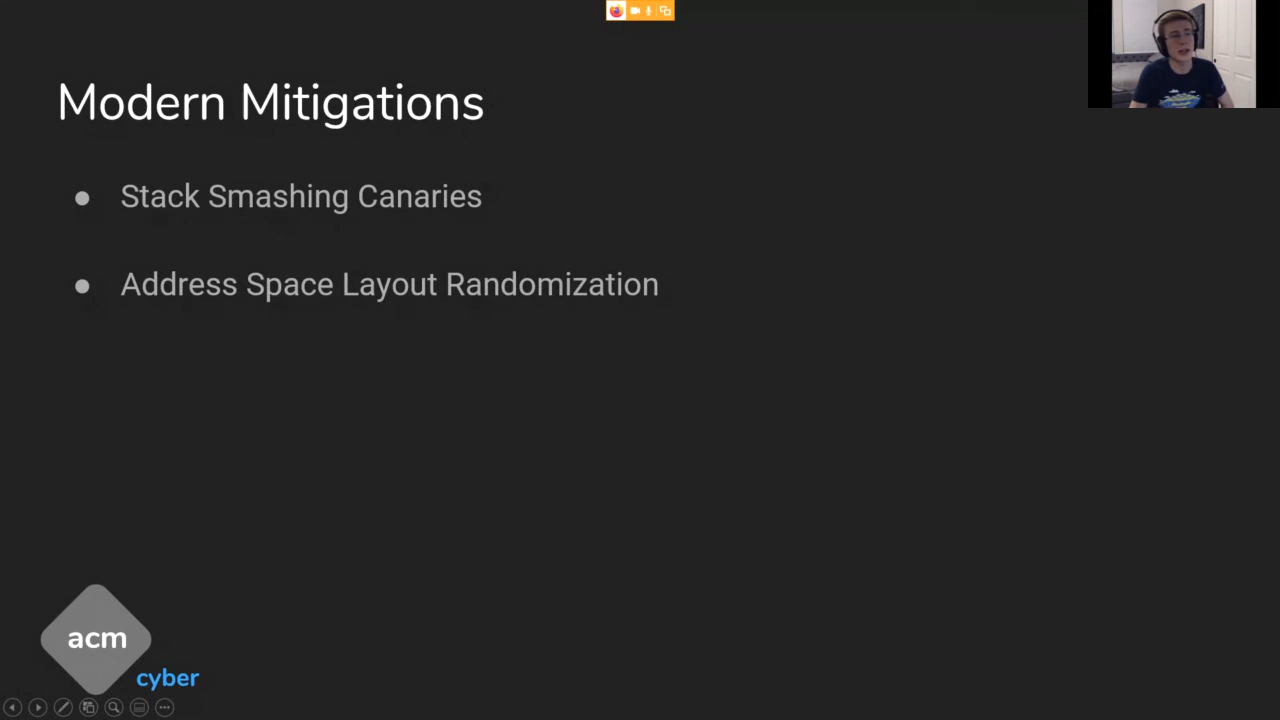 Modern Mitigations
● Stack Smashing Canaries
● Address Space Layout Randomization
acm
cyber